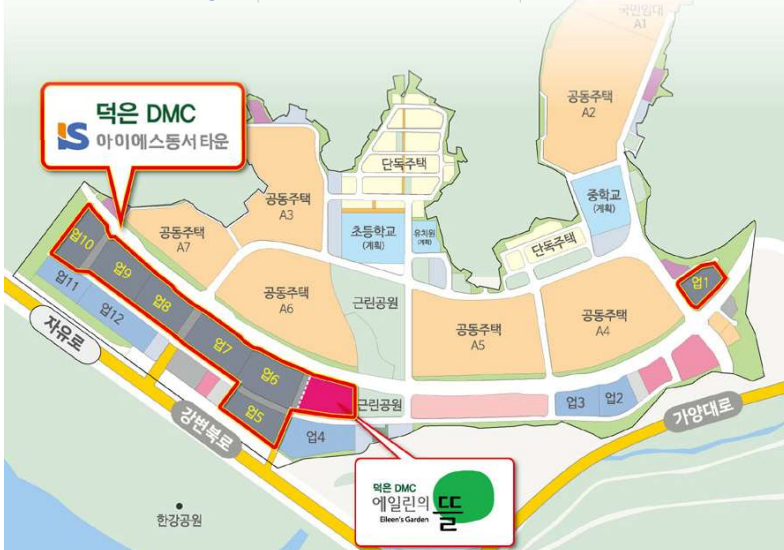 국민임대
A1
공동주택
A2
덕은 DMC
IS 아이에스동서타운
단독주택
중학교
(계획)
공동주택
A3
초등학교
(계획)
유치원
(계획)
단독주택
공동주택
A7
업10
업9
업8
업11
업12
공동주택
A6
근린공원
업1
공동주택
A5
공동주택
A4
자유로
업7
업6
업5
업4
근린공원
업3
업2
가양대로
강변북로
덕은 DMC
에일린의 뜰
Eileen's Garden
한강공원